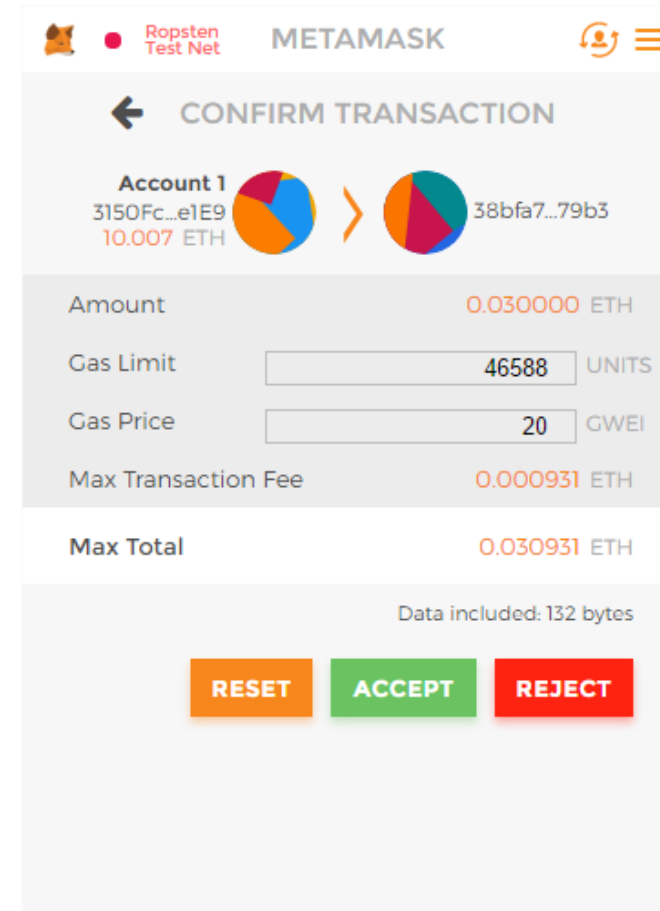 Ropsten
Test Net
METAMASK
CONFIRM TRANSACTION
Account 1
3150Fc...e1E9
10.007 ETH
38bfa7...79b3
Amount 0.030000 ETH
Gas Limit 46588 UNITS
Gas Price 20 GWEI
Max Transaction Fee 0.000931 ETH
Max Total 0.030931 ETH
Data included: 132 bytes
RESET ACCEPT REJECT